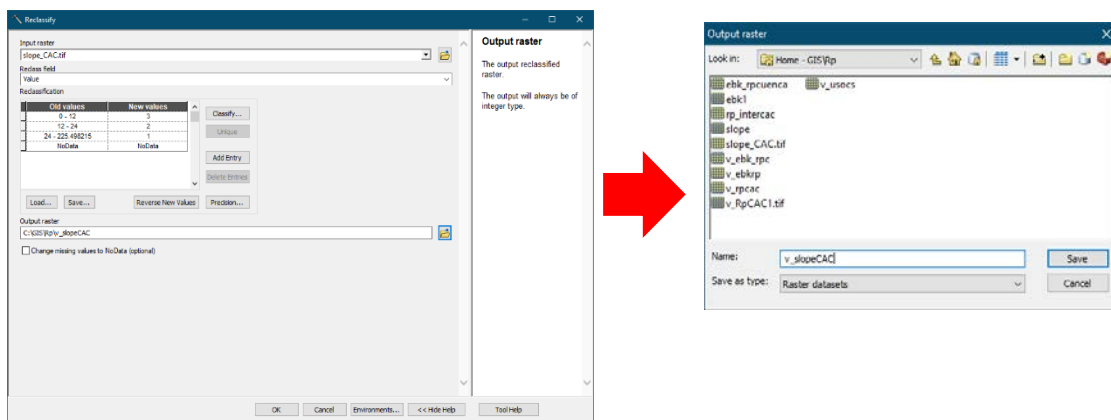 Reclassify
Input raster
slope_CAC.tif
Reclass field
Value
Reclassification
Old values New values
0 - 12 3
12 - 24 2
24 - 225.498215 1
NoData NoData
Classify...
Unique
Add Entry
Delete Entries
Load... Save... Reverse New Values Precision...
Output raster
C:\GIS\Rp\v_slopeCAC
Change missing values to NoData (optional)
OK Cancel Environments... << Hide Help Tool Help
Output raster
The output reclassified
raster.
The output will always be of
integer type.
Output raster
Look in: Home - GIS\Rp
ebk_rpcuenca
ebk1
rp_intercac
slope
slope_CAC.tif
v_ebk_rpc
v_ebkrp
v_rpcac
v_RpCAC1.tif
v_usocs
Name: v_slopeCAC Save
Save as type: Raster datasets Cancel